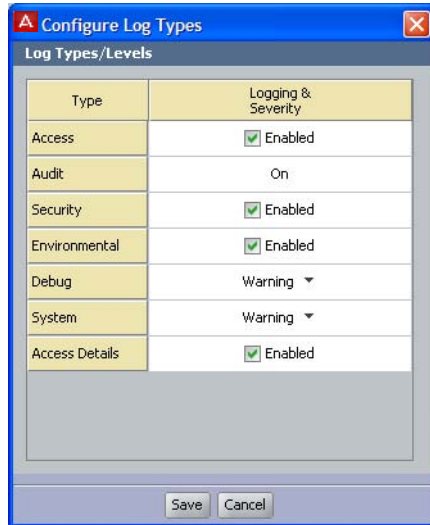 Configure Log Types
Log Types/Levels
Type
Logging &
Severity
Access
Enabled
Audit
On
Security
Enabled
Environmental
Enabled
Debug
Warning
System
Warning
Access Details
Enabled
Save
Cancel